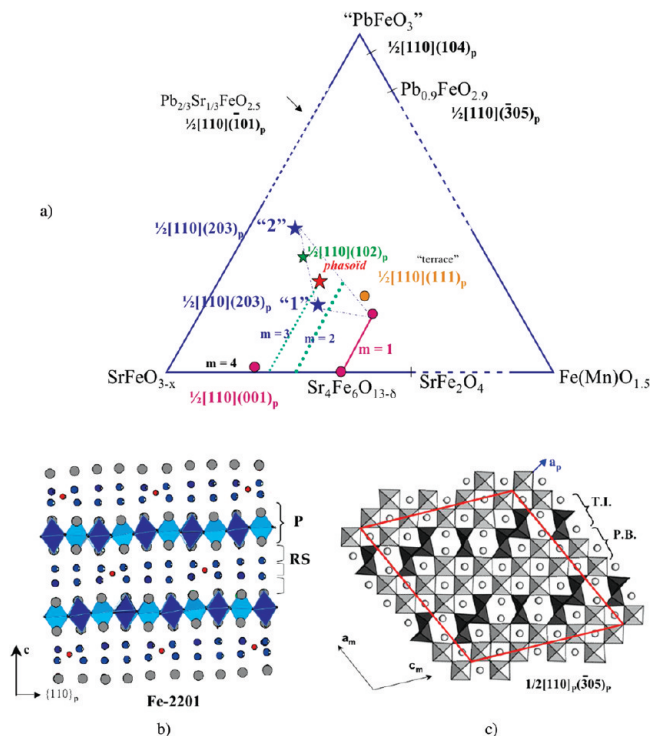 “PbFeO₃”
½[110](104)ₚ
Pb₀.₉FeO₂.₉
½[110](3̅05)ₚ
Pb₂/₃Sr₁/₃FeO₂.₅
½[110](1̅01)ₚ
a)
½[110](203)ₚ “2”
½[110](102)ₚ
phasoïd
“terrace”
½[110](111)ₚ
½[110](203)ₚ “1”
m = 3
m = 2
m = 1
m = 4
SrFeO₃₋ₓ
½[110](001)ₚ
Sr₄Fe₆O₁₃₋δ
SrFe₂O₄
Fe(Mn)O₁.₅
P
RS
c
{110}ₚ
Fe-2201
b)
aₚ
T.I.
P.B.
aₘ
cₘ
1/2[110]ₚ(3̅05)ₚ
c)